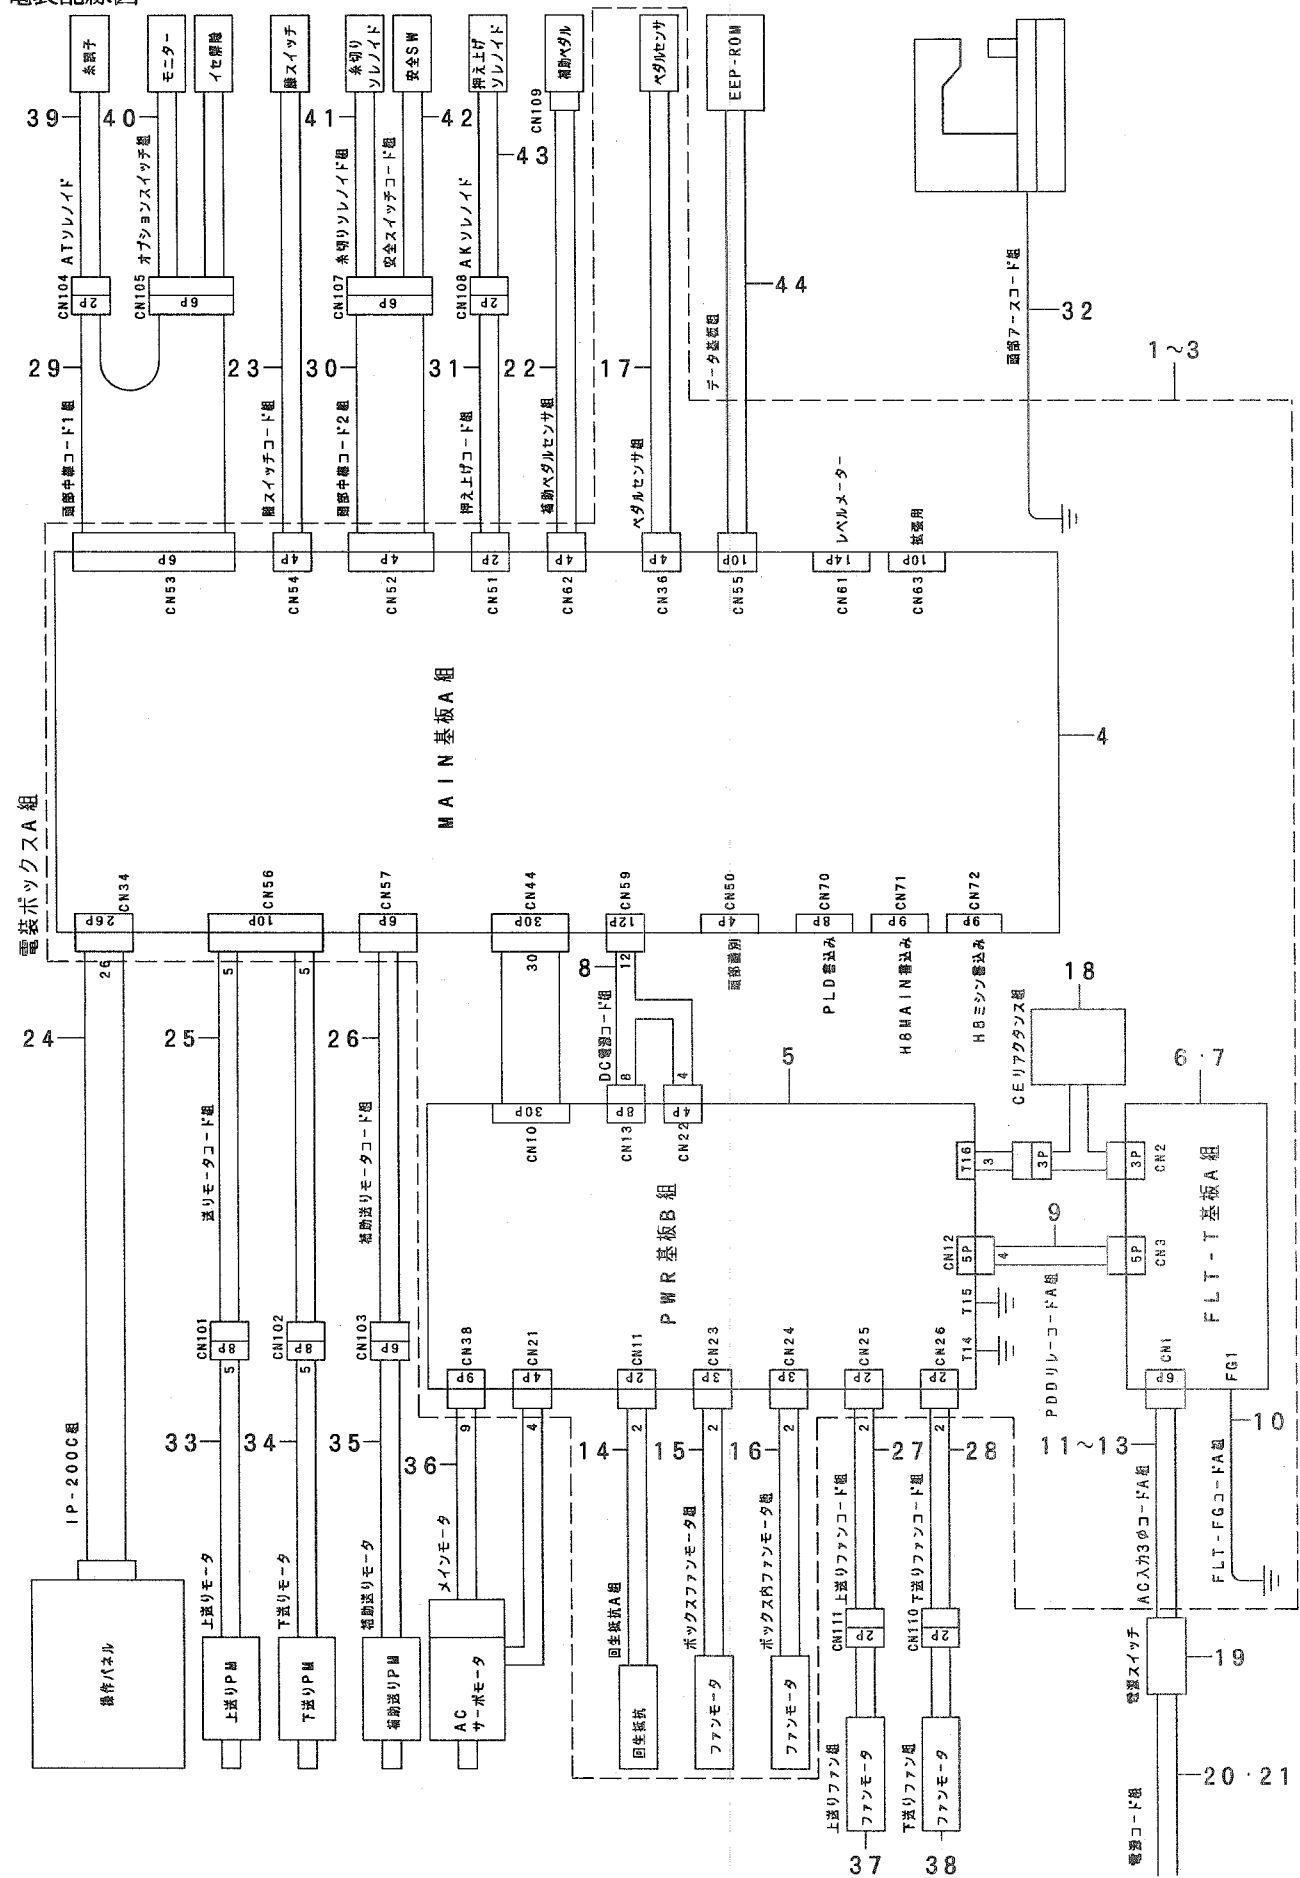 糸調子
モニター
イセ解除
膝スイッチ
糸切り
ソレノイド
安全SW
押え上げ
ソレノイド
補助ペダル
ペダルセンサ
EEP-ROM
39
40
41
42
43
CN109
ATソレノイド
オプションスイッチ組
糸切りソレノイド組
安全スイッチコード組
AKソレノイド
CN104
2P
CN105
6P
CN107
6P
CN108
2P
44
32
頭部アースコード組
29
23
30
31
22
17
データ基板組
1~3
頭部中継コード1組
膝スイッチコード組
頭部中継コード2組
押え上げコード組
補助ペダルセンサ組
ペダルセンサ組
レベルメーター
拡張用
6P
4P
4P
2P
4P
4P
10P
14P
10P
CN53
CN54
CN52
CN51
CN62
CN36
CN55
CN61
CN63
MAIN基板A組
4
電装ボックスA組
CN34
CN56
CN57
CN44
CN59
CN50
CN70
CN71
CN72
26P
10P
6P
30P
12P
4P
8P
9P
9P
26
5
5
30
8
12
頭部識別
PLD書込み
H8MAIN書込み
H8ミシン書込み
18
24
25
26
DC電源コード組
8
4
5
CEリアクタンス組
6・7
送りモータコード組
補助送りモータコード組
30P
8P
4P
CN10
CN13
CN22
T16
3
3P
3P
CN2
PWR基板B組
FLT-T基板A組
CN12
5P
4
9
5P
CN3
T15
T14
CN101
8P
5
CN102
8P
5
CN103
6P
CN38
9P
CN21
4P
CN11
2P
CN23
3P
CN24
3P
CN25
2P
CN26
2P
PDDリレーコードA組
CN1
6P
FG1
9
4
2
2
2
2
2
33
34
35
36
14
15
16
27
28
11~13
10
IP-200C組
上送りモータ
下送りモータ
補助送りモータ
メインモータ
回生抵抗A組
ボックスファンモータ組
ボックス内ファンモータ組
上送りファンコード組
下送りファンコード組
AC入力3φコードA組
FLT-FGコードA組
CN111
2P
CN110
2P
操作パネル
上送りPM
下送りPM
補助送りPM
AC
サーボモータ
回生抵抗
ファンモータ
ファンモータ
電源スイッチ
19
上送りファン組
ファンモータ
下送りファン組
ファンモータ
37
38
電源コード組
20・21